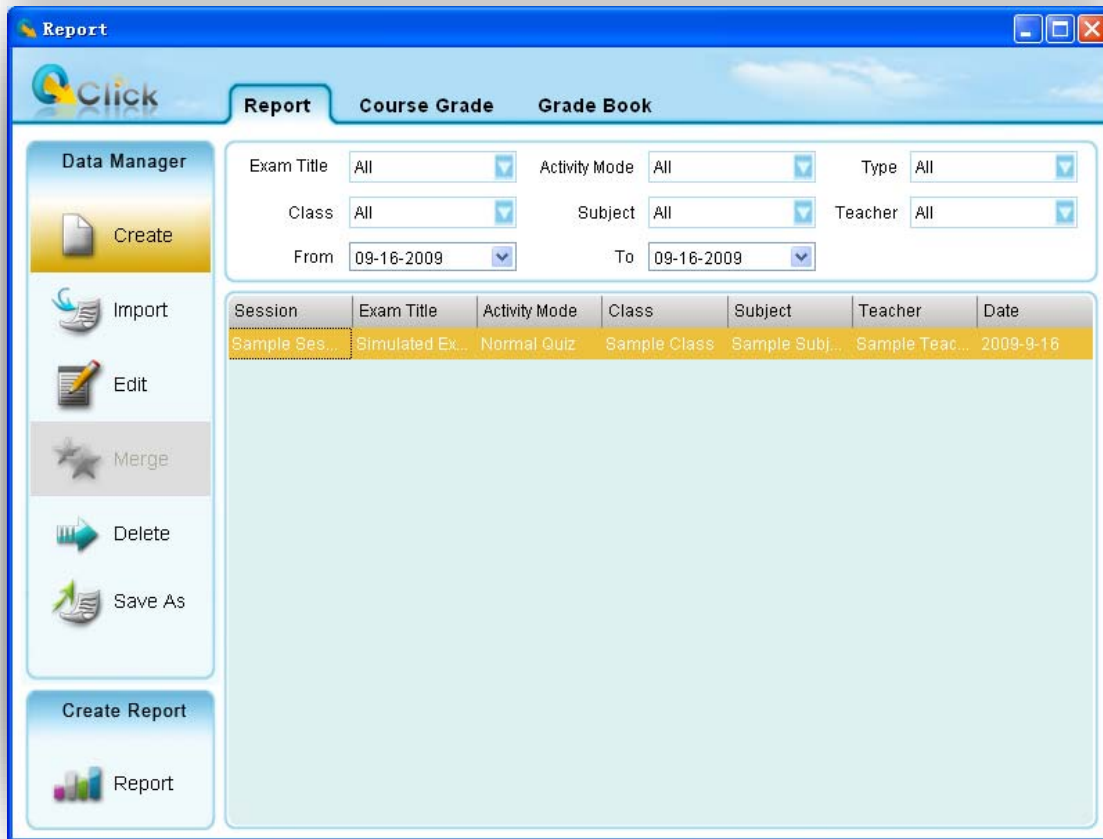 Report
QClick
Report Course Grade Grade Book
Data Manager
Create
Import
Edit
Merge
Delete
Save As
Create Report
Report
Exam Title All Activity Mode All Type All
Class All Subject All Teacher All
From 09-16-2009 To 09-16-2009
Session Exam Title Activity Mode Class Subject Teacher Date
Sample Ses... Simulated Ex... Normal Quiz Sample Class Sample Subj... Sample Teac... 2009-9-16